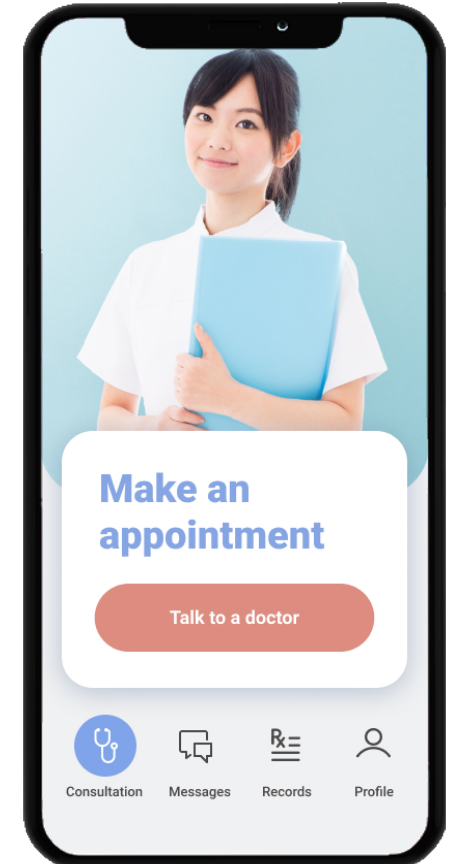 Make an
appointment
Talk to a doctor
Consultation
Messages
Records
Profile